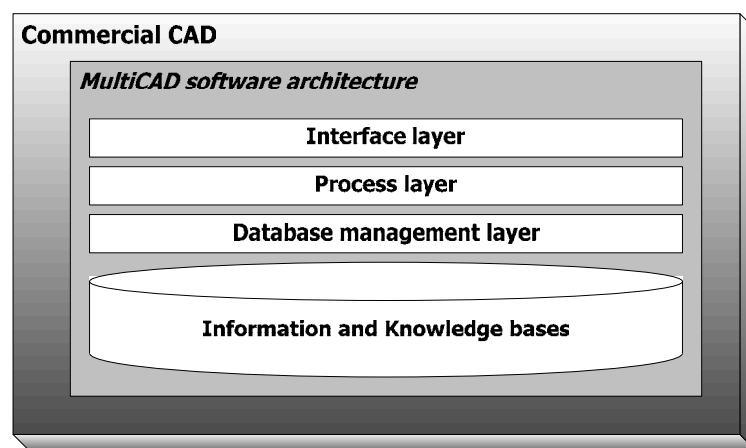 Commercial CAD
MultiCAD software architecture
Interface layer
Process layer
Database management layer
Information and Knowledge bases